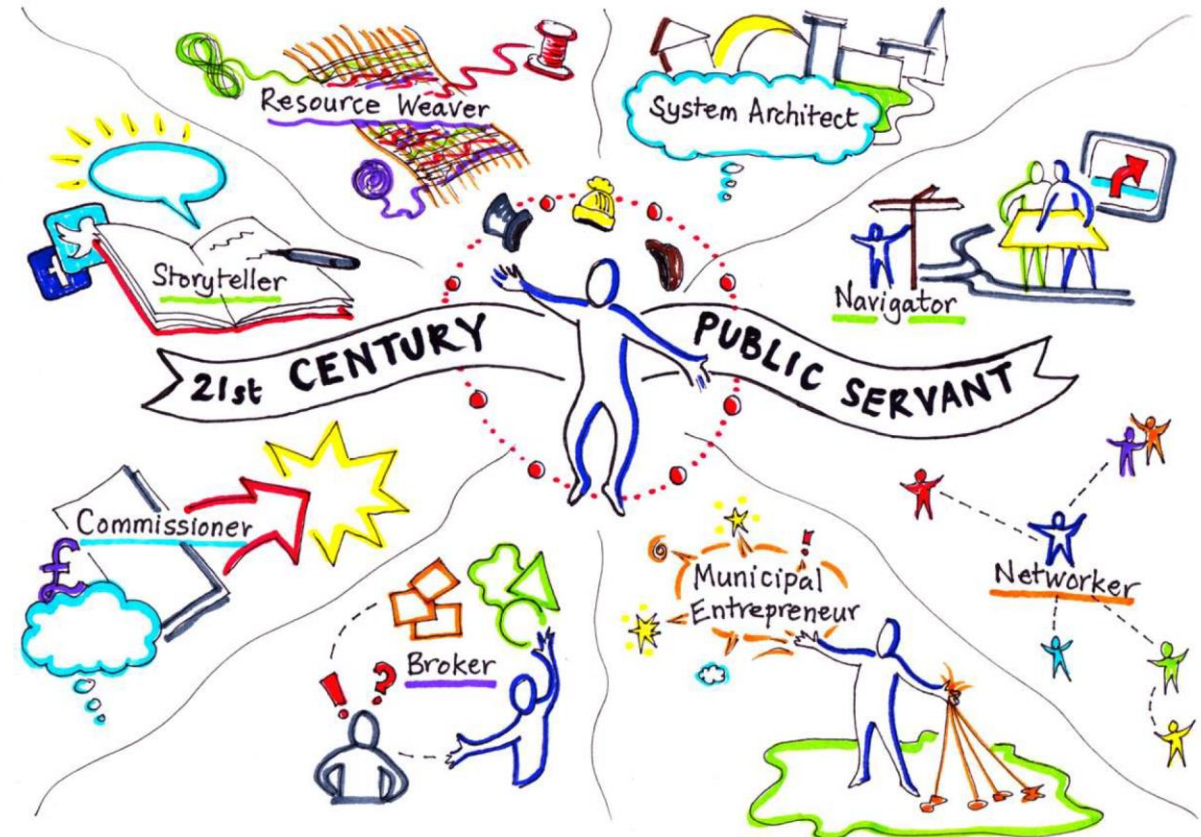 Resource Weaver
System Architect
Storyteller
Navigator
21st CENTURY PUBLIC SERVANT
Commissioner
£
Broker
! ?
!
Municipal
Entrepreneur
Networker
f